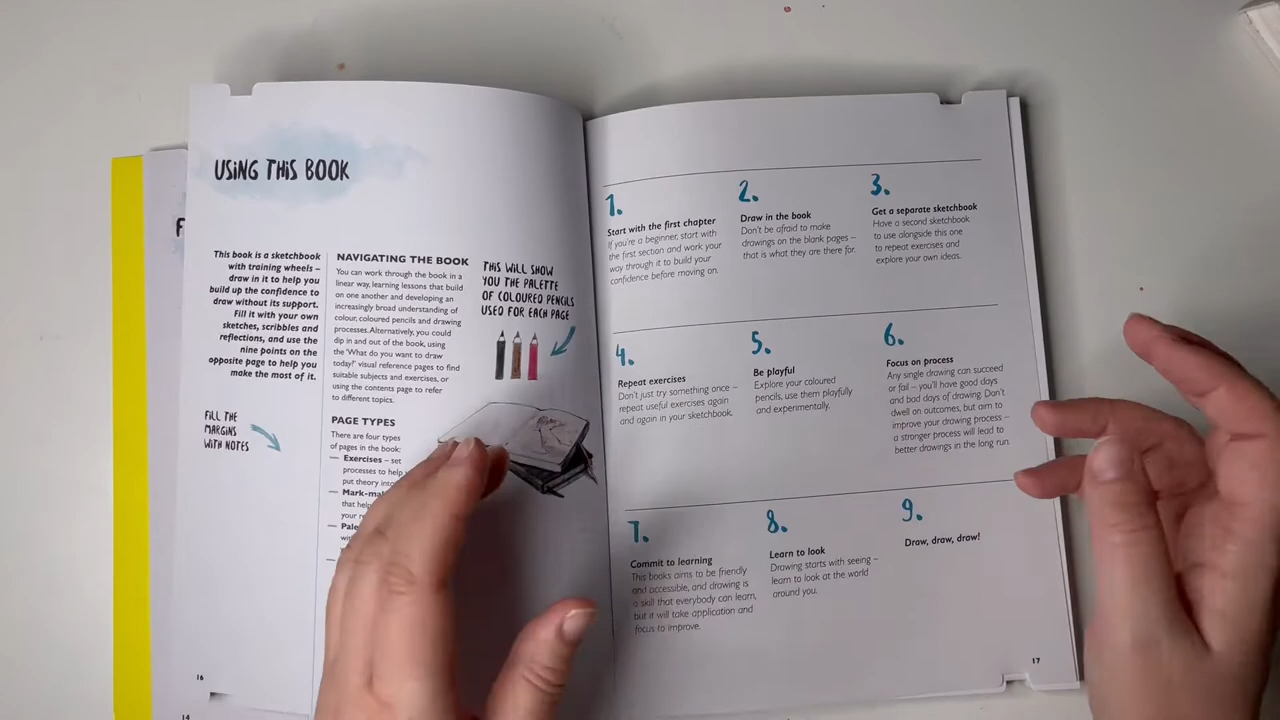 USING THIS BOOK
This book is a sketchbook
with training wheels –
draw in it to help you
build up the confidence to
draw without its support.
Fill it with your own
sketches, scribbles and
reflections, and use the
nine points on the
opposite page to help you
make the most of it.
FILL THE
MARGINS
WITH NOTES
NAVIGATING THE BOOK
You can work through the book in a
linear way, learning lessons that build
on one another and developing an
increasingly broad understanding of
colour, coloured pencils and drawing
processes. Alternatively, you could
dip in and out of the book, using
the 'What do you want to draw
today?' visual reference pages to find
suitable subjects and exercises, or
using the contents page to refer
to different topics.
PAGE TYPES
There are four types
of pages in the book:
— Exercises – set
processes to help
put theory
that help
THIS WILL SHOW
YOU THE PALETTE
OF COLOURED PENCILS
USED FOR EACH PAGE
16
14
1.
Start with the first chapter
If you're a beginner, start with
the first section and work your
way through it to build your
confidence before moving on.
2.
Draw in the book
Don't be afraid to make
drawings on the blank pages –
that is what they are there for.
3.
Get a separate sketchbook
Have a second sketchbook
to use alongside this one
to repeat exercises and
explore your own ideas.
4.
Repeat exercises
Don't just try something once –
repeat useful exercises again
and again in your sketchbook.
5.
Be playful
Explore your coloured
pencils, use them playfully
and experimentally.
6.
Focus on process
Any single drawing can succeed
or fail – you'll have good days
and bad days of drawing. Don't
dwell on outcomes, but aim to
improve your drawing process –
a stronger process will lead to
better drawings in the long run.
7.
Commit to learning
This books aims to be friendly
and accessible, and drawing is
a skill that everybody can learn,
but it will take application and
focus to improve.
8.
Learn to look
Drawing starts with seeing –
learn to look at the world
around you.
9.
Draw, draw, draw!
17